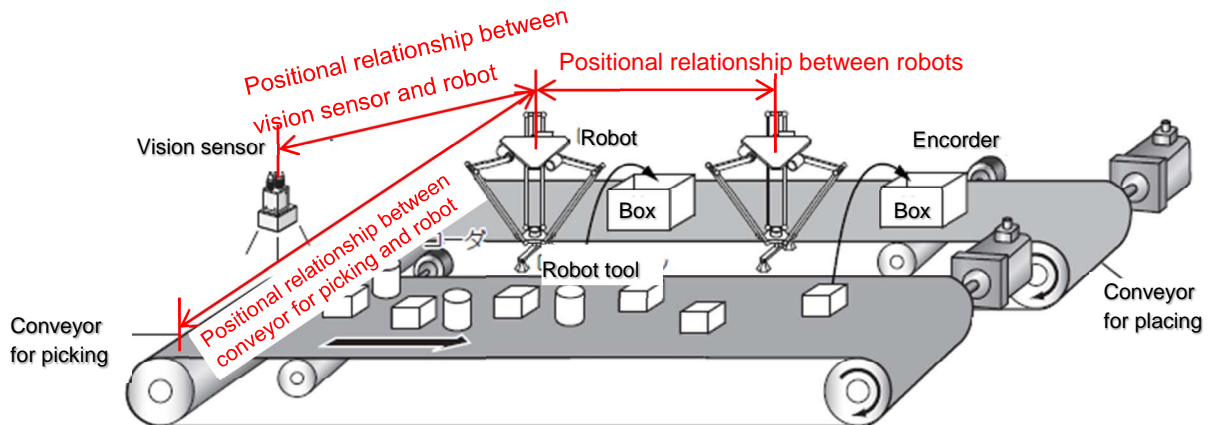 Positional relationship between
vision sensor and robot
Positional relationship between robots
Vision sensor
Robot
Encorder
Box
Box
Positional relationship between
conveyor for picking and robot
コーダ
Robot tool
Conveyor
for picking
Conveyor
for placing